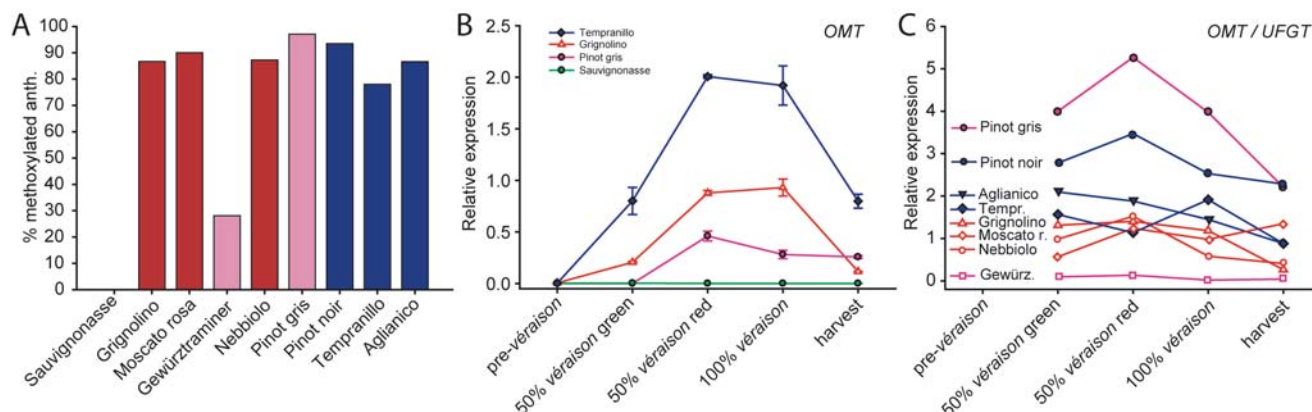 A
% methoxylated anth.
100
90
80
70
60
50
40
30
20
10
0
Sauvignonasse
Grignolino
Moscato rosa
Gewürztraminer
Nebbiolo
Pinot gris
Pinot noir
Tempranillo
Aglianico
B
OMT
Tempranillo
Grignolino
Pinot gris
Sauvignonasse
Relative expression
2.5
2.0
1.5
1.0
0.5
0.0
pre-véraison
50% véraison green
50% véraison red
100% véraison
harvest
C
OMT / UFGT
Relative expression
6
5
4
3
2
1
0
Pinot gris
Pinot noir
Aglianico
Tempr.
Grignolino
Moscato r.
Nebbiolo
Gewürz.
pre-véraison
50% véraison green
50% véraison red
100% véraison
harvest